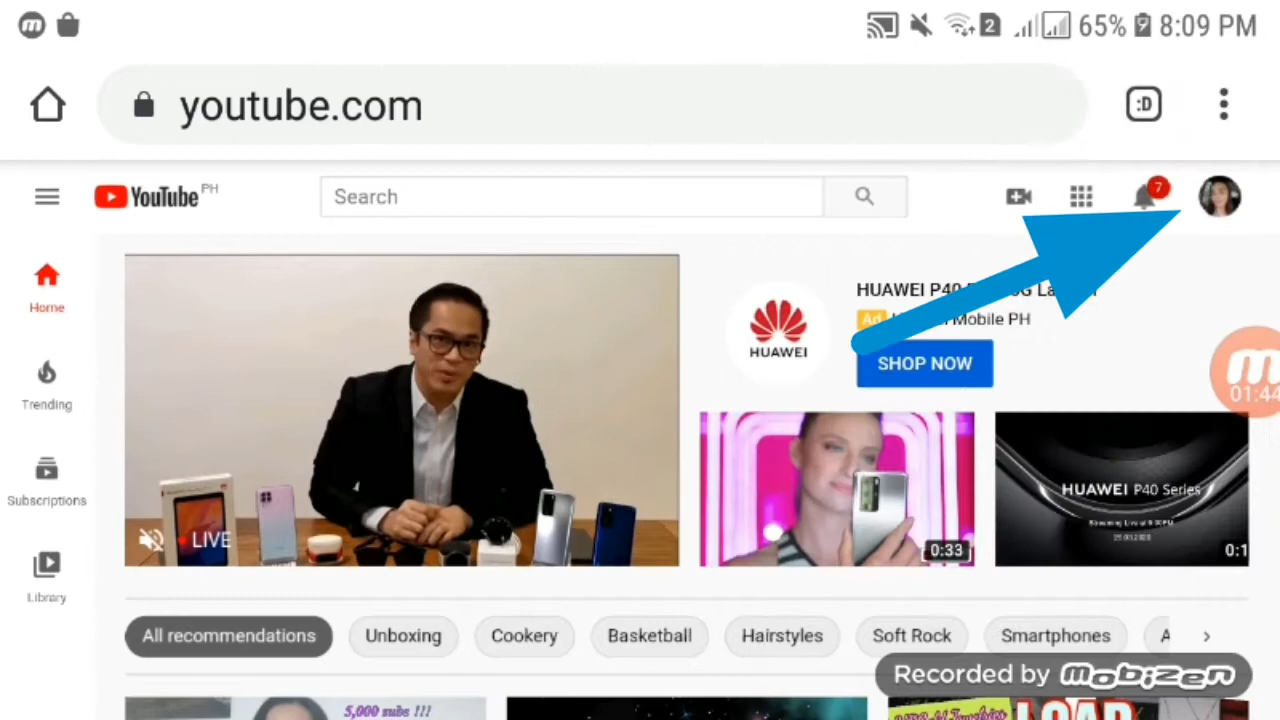 m
2
65%
8:09 PM
youtube.com
:D
YouTube PH
Search
7
Home
HUAWEI
HUAWEI P40
Ad
Mobile PH
SHOP NOW
01:44
Trending
Subscriptions
LIVE
0:33
HUAWEI P40 Series
Library
All recommendations
Unboxing
Cookery
Basketball
Hairstyles
Soft Rock
Smartphones
A
Recorded by mobizen
5,000 subs !!!
LOAD